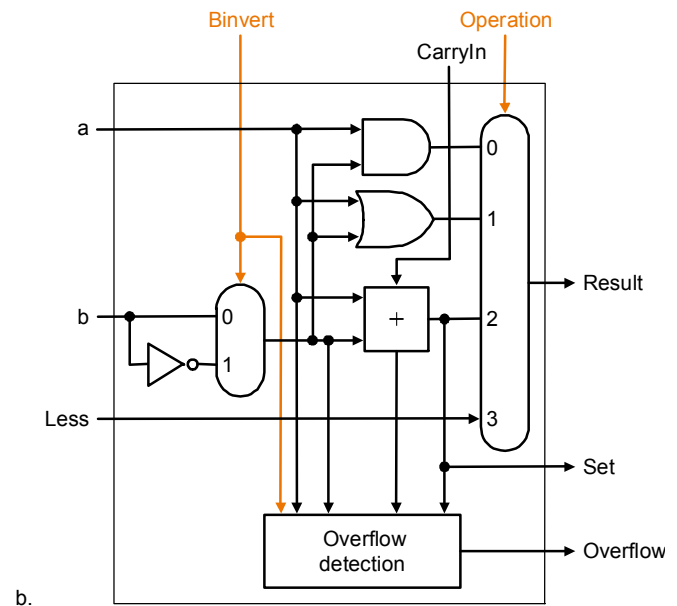 Binvert
Operation
CarryIn
a
0
1
b
0
1
+
2
Result
Less
3
Set
Overflow
detection
Overflow
b.